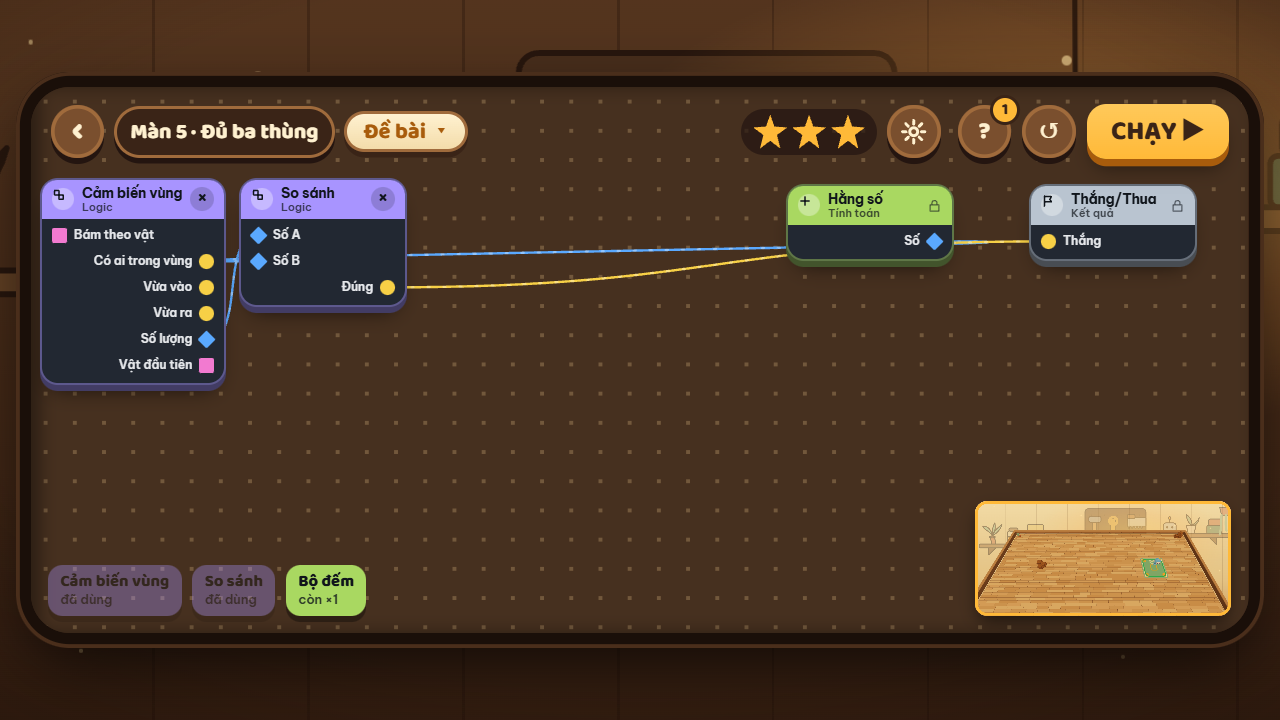 Màn 5 · Đủ ba thùng
Đề bài
1
?
CHẠY
Cảm biến vùng
Logic
Bám theo vật
Có ai trong vùng
Vừa vào
Vừa ra
Số lượng
Vật đầu tiên
So sánh
Logic
Số A
Số B
Đúng
Hằng số
Tính toán
Số
Thắng/Thua
Kết quả
Thắng
Cảm biến vùng
đã dùng
So sánh
đã dùng
Bộ đếm
còn ×1